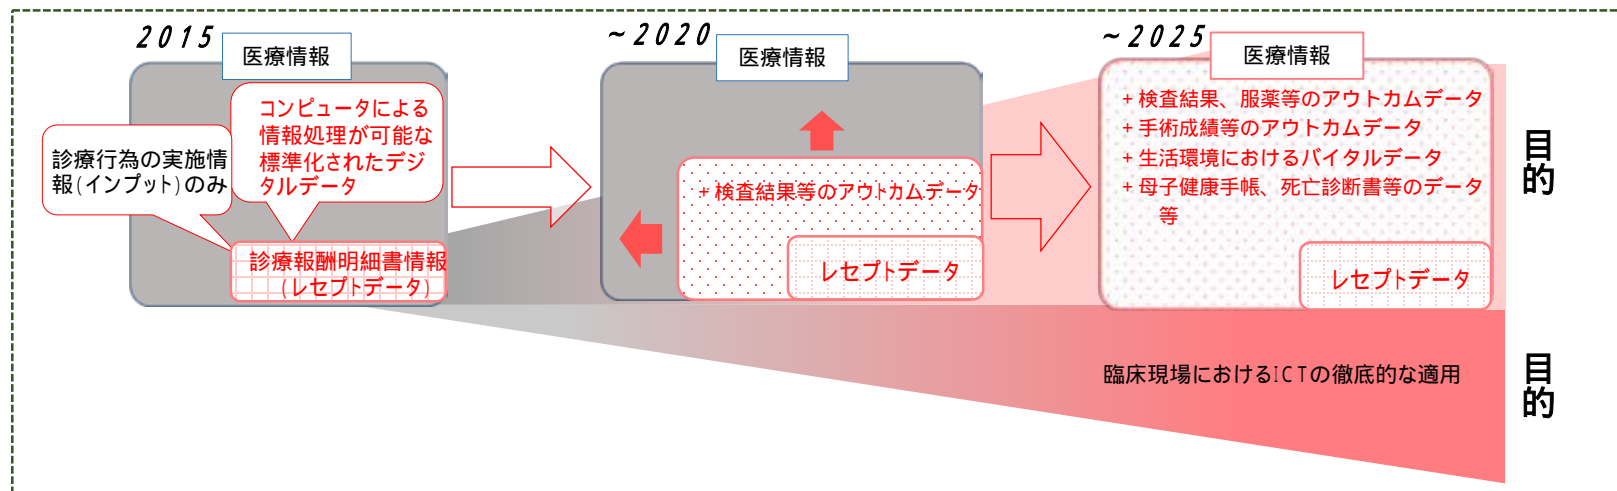 2015
医療情報
コンピュータによる
情報処理が可能な
標準化されたデジ
タルデータ
診療行為の実施情
報(インプット)のみ
診療報酬明細書情報
(レセプトデータ)
～2020
医療情報
+検査結果等のアウトカムデータ
レセプトデータ
～2025
医療情報
+検査結果、服薬等のアウトカムデータ
+手術成績等のアウトカムデータ
+生活環境におけるバイタルデータ
+母子健康手帳、死亡診断書等のデータ
等
レセプトデータ
目的
臨床現場におけるICTの徹底的な適用
目的